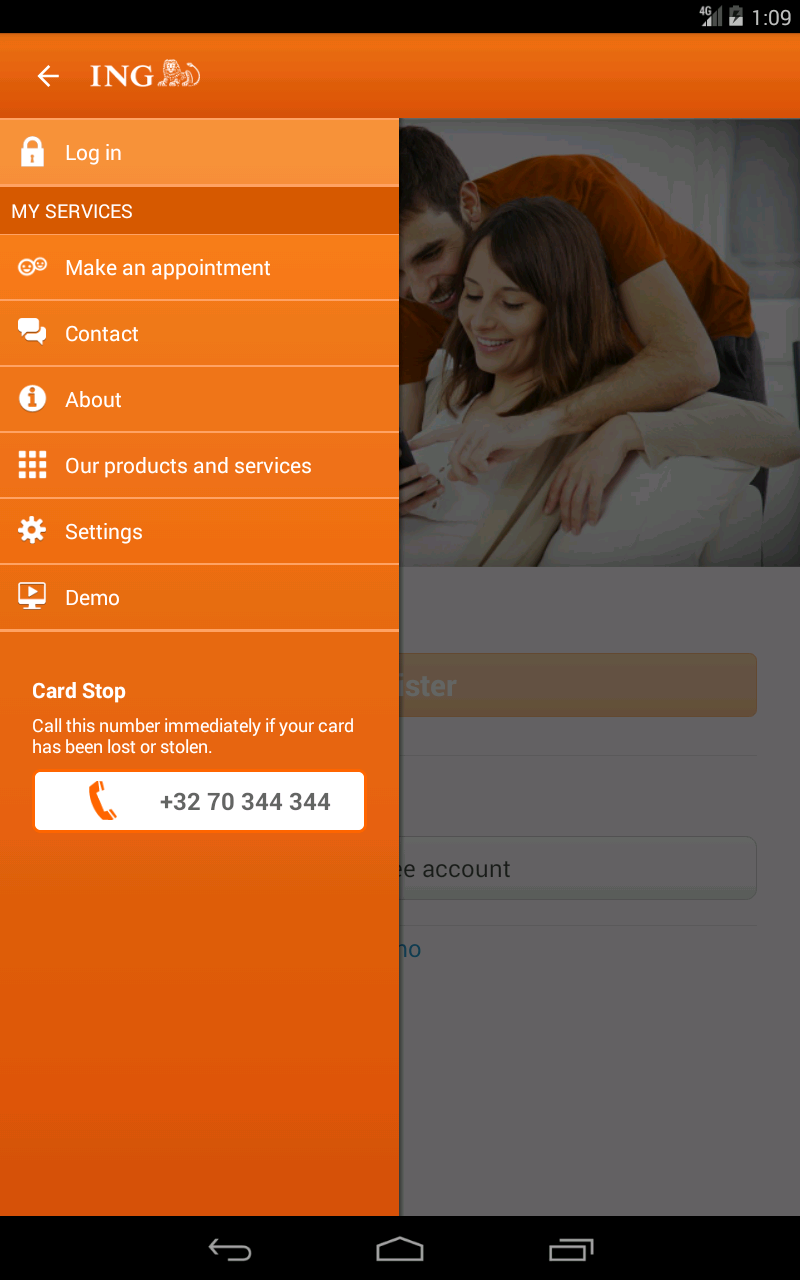 4G 1:09
ING
Log in
MY SERVICES
Make an appointment
Contact
About
Our products and services
Settings
Demo
Card Stop
Call this number immediately if your card
has been lost or stolen.
+32 70 344 344
ister
ee account
no